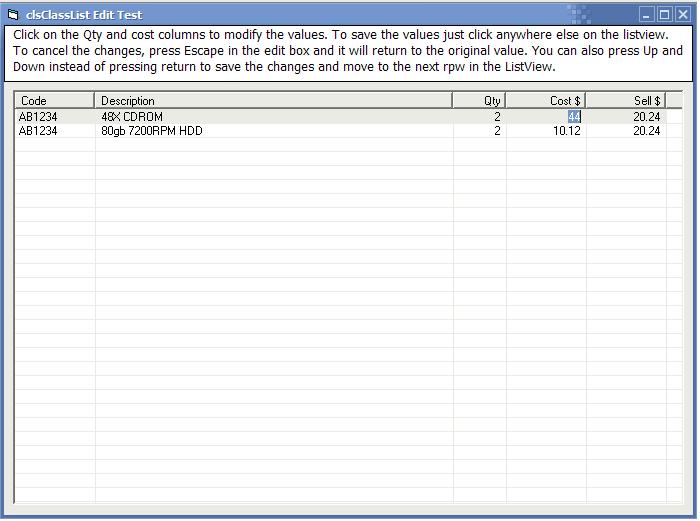 clsClassList Edit Test
Click on the Qty and cost columns to modify the values. To save the values just click anywhere else on the listview.
To cancel the changes, press Escape in the edit box and it will return to the original value. You can also press Up and
Down instead of pressing return to save the changes and move to the next rpw in the ListView.
Code Description Qty Cost $ Sell $
AB1234 48X CDROM 2 44 20.24
AB1234 80gb 7200RPM HDD 2 10.12 20.24